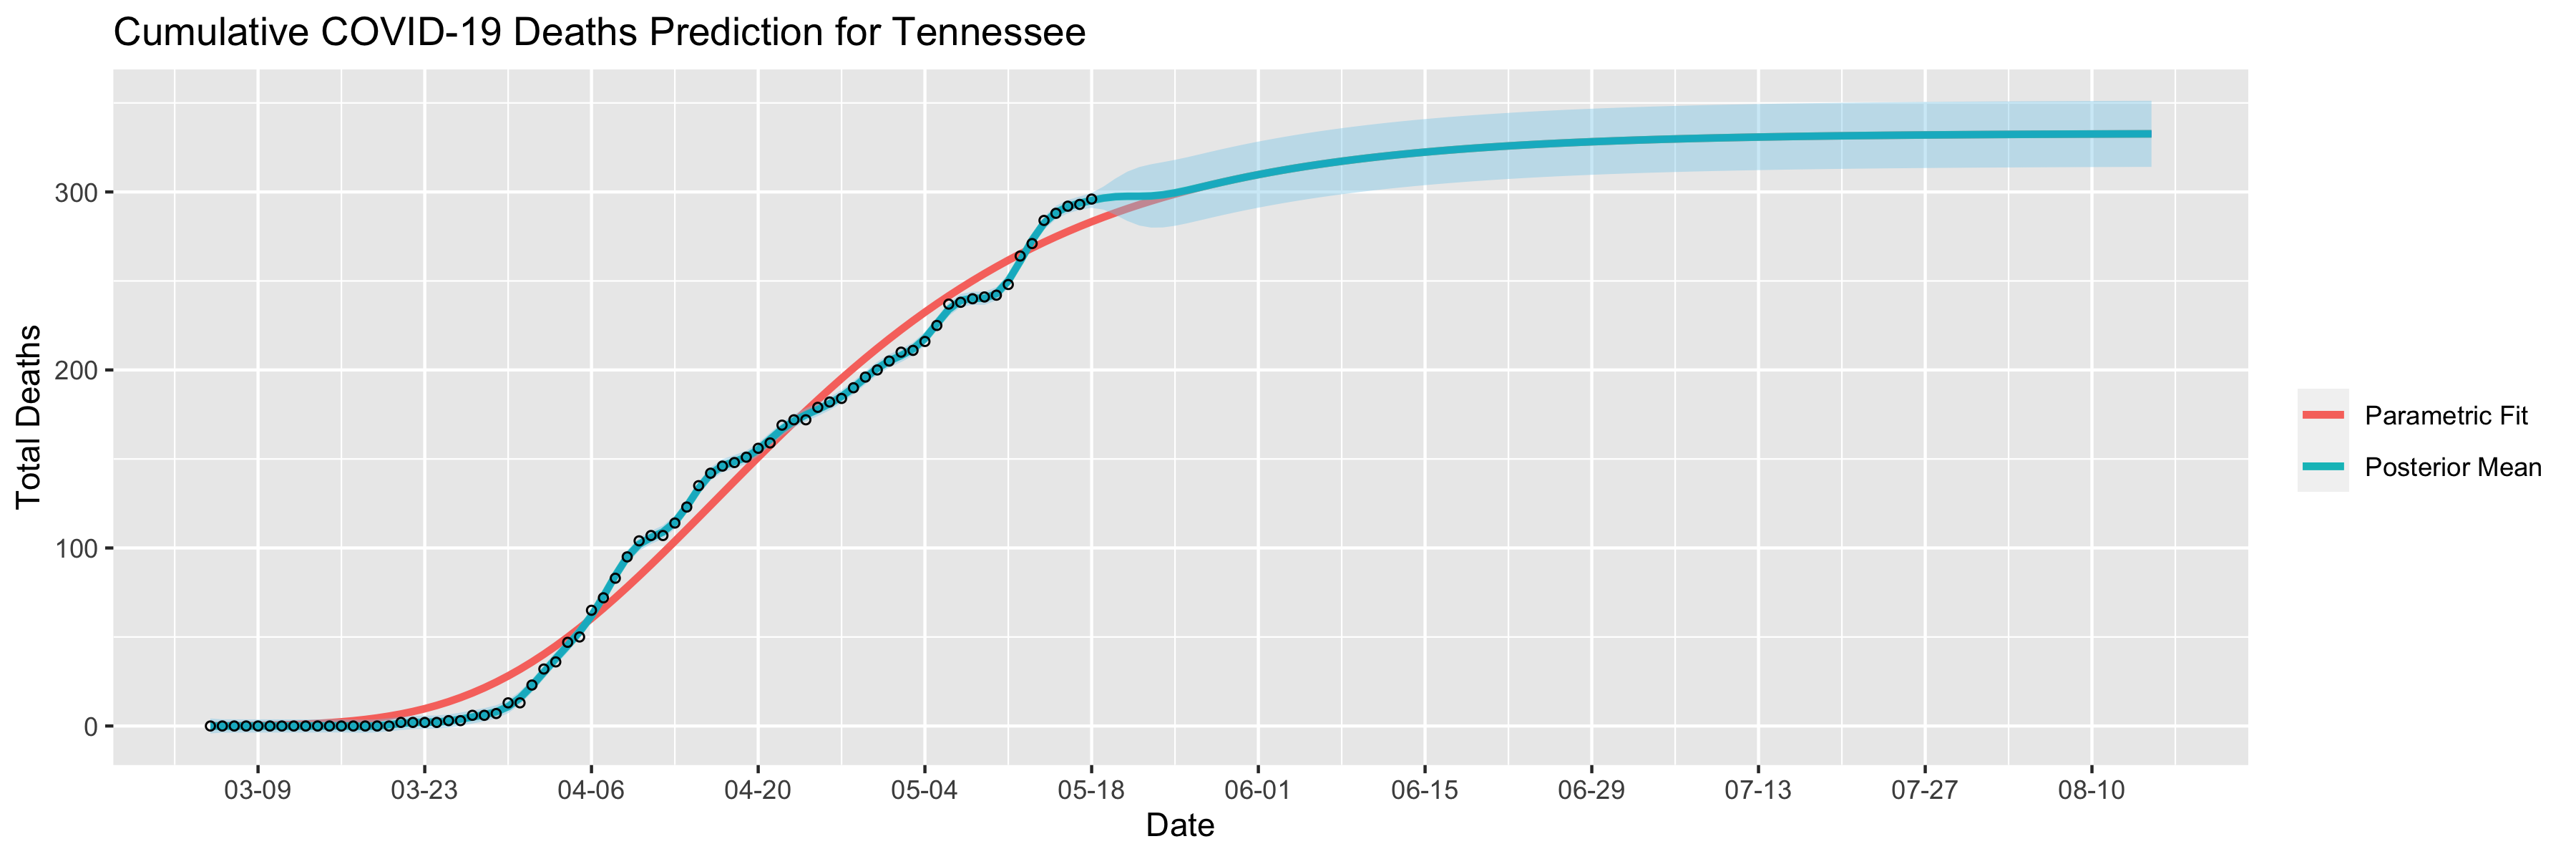 Cumulative COVID-19 Deaths Prediction for Tennessee
Total Deaths
300
200
100
0
03-09 03-23 04-06 04-20 05-04 05-18 06-01 06-15 06-29 07-13 07-27 08-10
Date
Parametric Fit
Posterior Mean